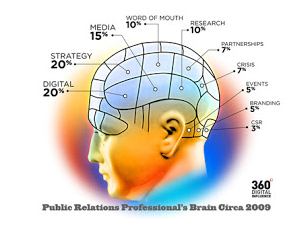 WORD OF MOUTH
10%
RESEARCH
10%
MEDIA
15%
PARTNERSHIPS
7%
STRATEGY
20%
CRISIS
7%
DIGITAL
20%
EVENTS
5%
BRANDING
5%
CSR
3%
360°
DIGITAL
INFLUENCE
Public Relations Professional's Brain Circa 2009